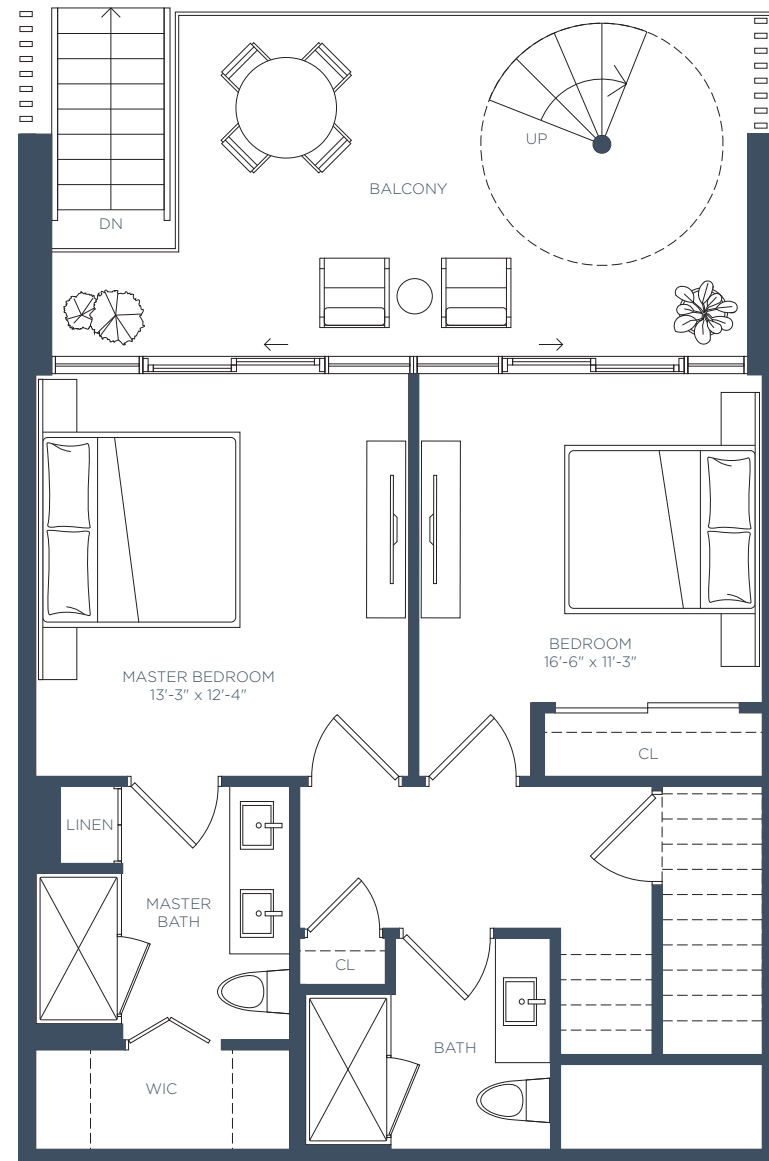 UP
BALCONY
DN
MASTER BEDROOM
13'-3" x 12'-4"
BEDROOM
16'-6" x 11'-3"
CL
LINEN
MASTER
BATH
CL
BATH
WIC